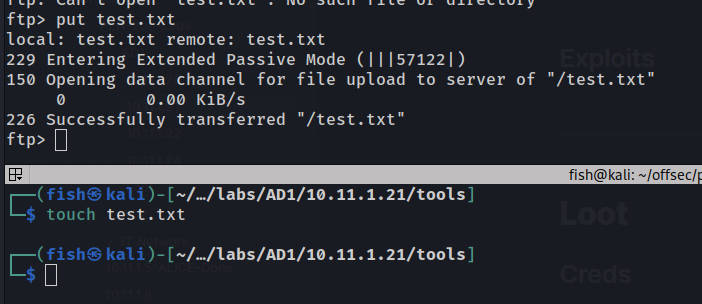 ftp: Can't open `test.txt': No such file or directory
ftp> put test.txt
local: test.txt remote: test.txt
229 Entering Extended Passive Mode (|||57122|)
150 Opening data channel for file upload to server of "/test.txt"
0 0.00 KiB/s
226 Successfully transferred "/test.txt"
ftp>
Exploits
fish@kali: ~/offsec/p
┌──(fish㉿kali)-[~/…/labs/AD1/10.11.1.21/tools]
└─$ touch test.txt
Loot
┌──(fish㉿kali)-[~/…/labs/AD1/10.11.1.21/tools]
└─$
Creds